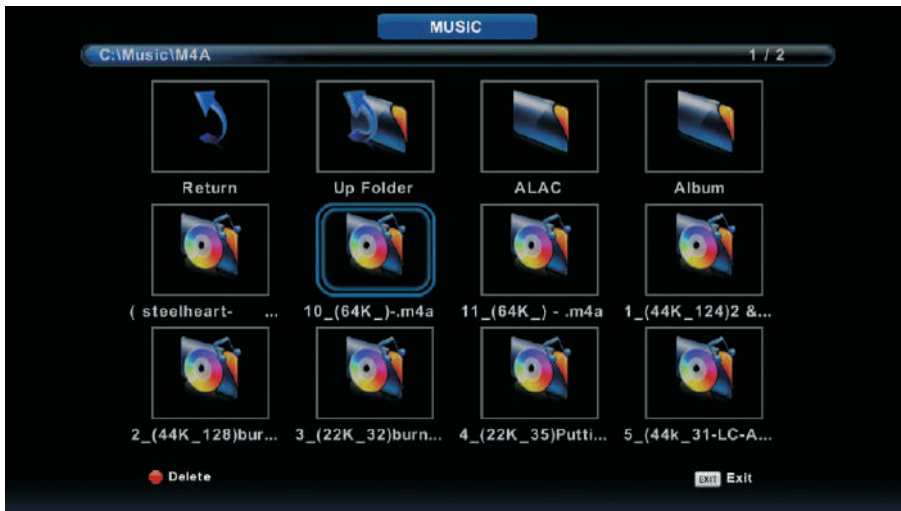 MUSIC
C:\Music\M4A 1 / 2
Return Up Folder ALAC Album
( steelheart- ... 10_(64K_)-.m4a 11_(64K_) - .m4a 1_(44K_124)2 &...
2_(44K_128)bur... 3_(22K_32)burn... 4_(22K_35)Putti... 5_(44k_31-LC-A...
Delete EXIT Exit